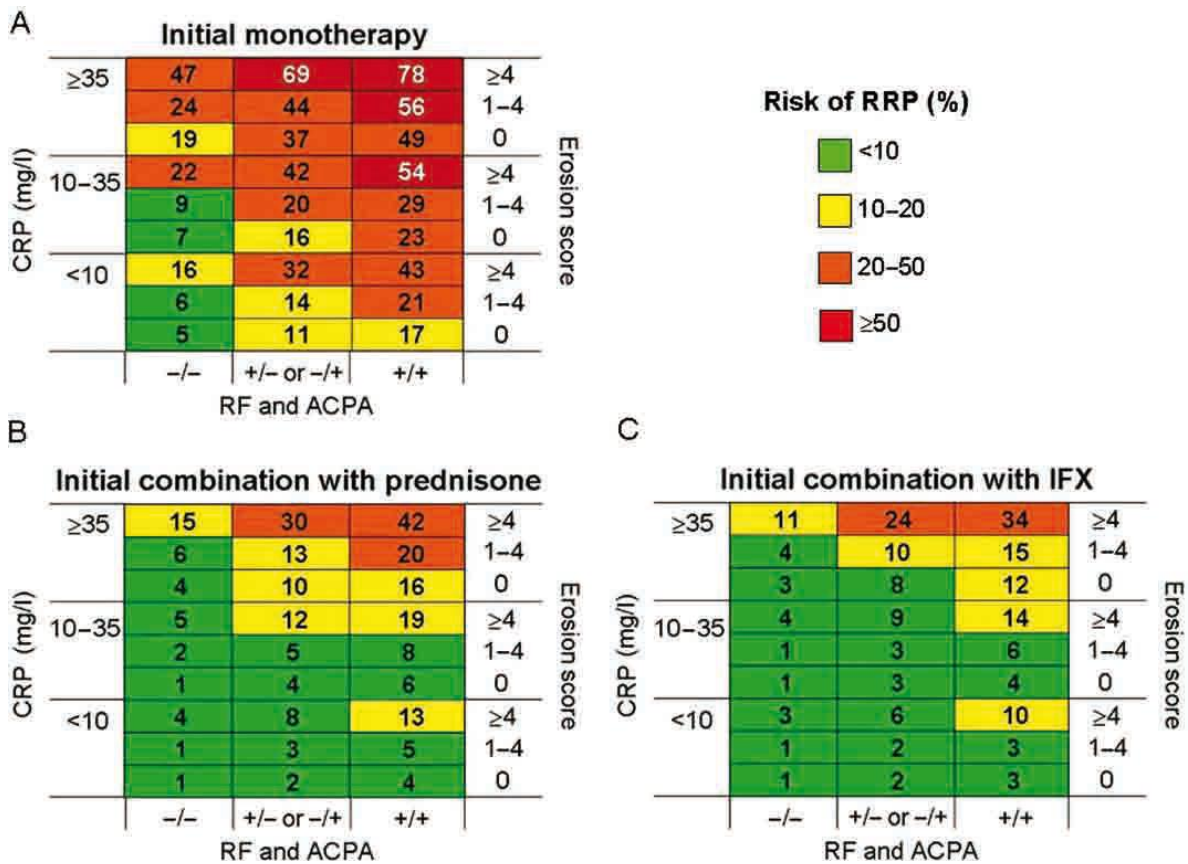 A
Initial monotherapy
≥35 47 69 78 ≥4
24 44 56 1–4
19 37 49 0
10–35 22 42 54 ≥4
9 20 29 1–4
7 16 23 0
<10 16 32 43 ≥4
6 14 21 1–4
5 11 17 0
CRP (mg/l)
Erosion score
–/– +/– or –/+ +/+
RF and ACPA
Risk of RRP (%)
<10
10–20
20–50
≥50
B
Initial combination with prednisone
≥35 15 30 42 ≥4
6 13 20 1–4
4 10 16 0
10–35 5 12 19 ≥4
2 5 8 1–4
1 4 6 0
<10 4 8 13 ≥4
1 3 5 1–4
1 2 4 0
CRP (mg/l)
Erosion score
–/– +/– or –/+ +/+
RF and ACPA
C
Initial combination with IFX
≥35 11 24 34 ≥4
4 10 15 1–4
3 8 12 0
10–35 4 9 14 ≥4
1 3 6 1–4
1 3 4 0
<10 3 6 10 ≥4
1 2 3 1–4
1 2 3 0
CRP (mg/l)
Erosion score
–/– +/– or –/+ +/+
RF and ACPA